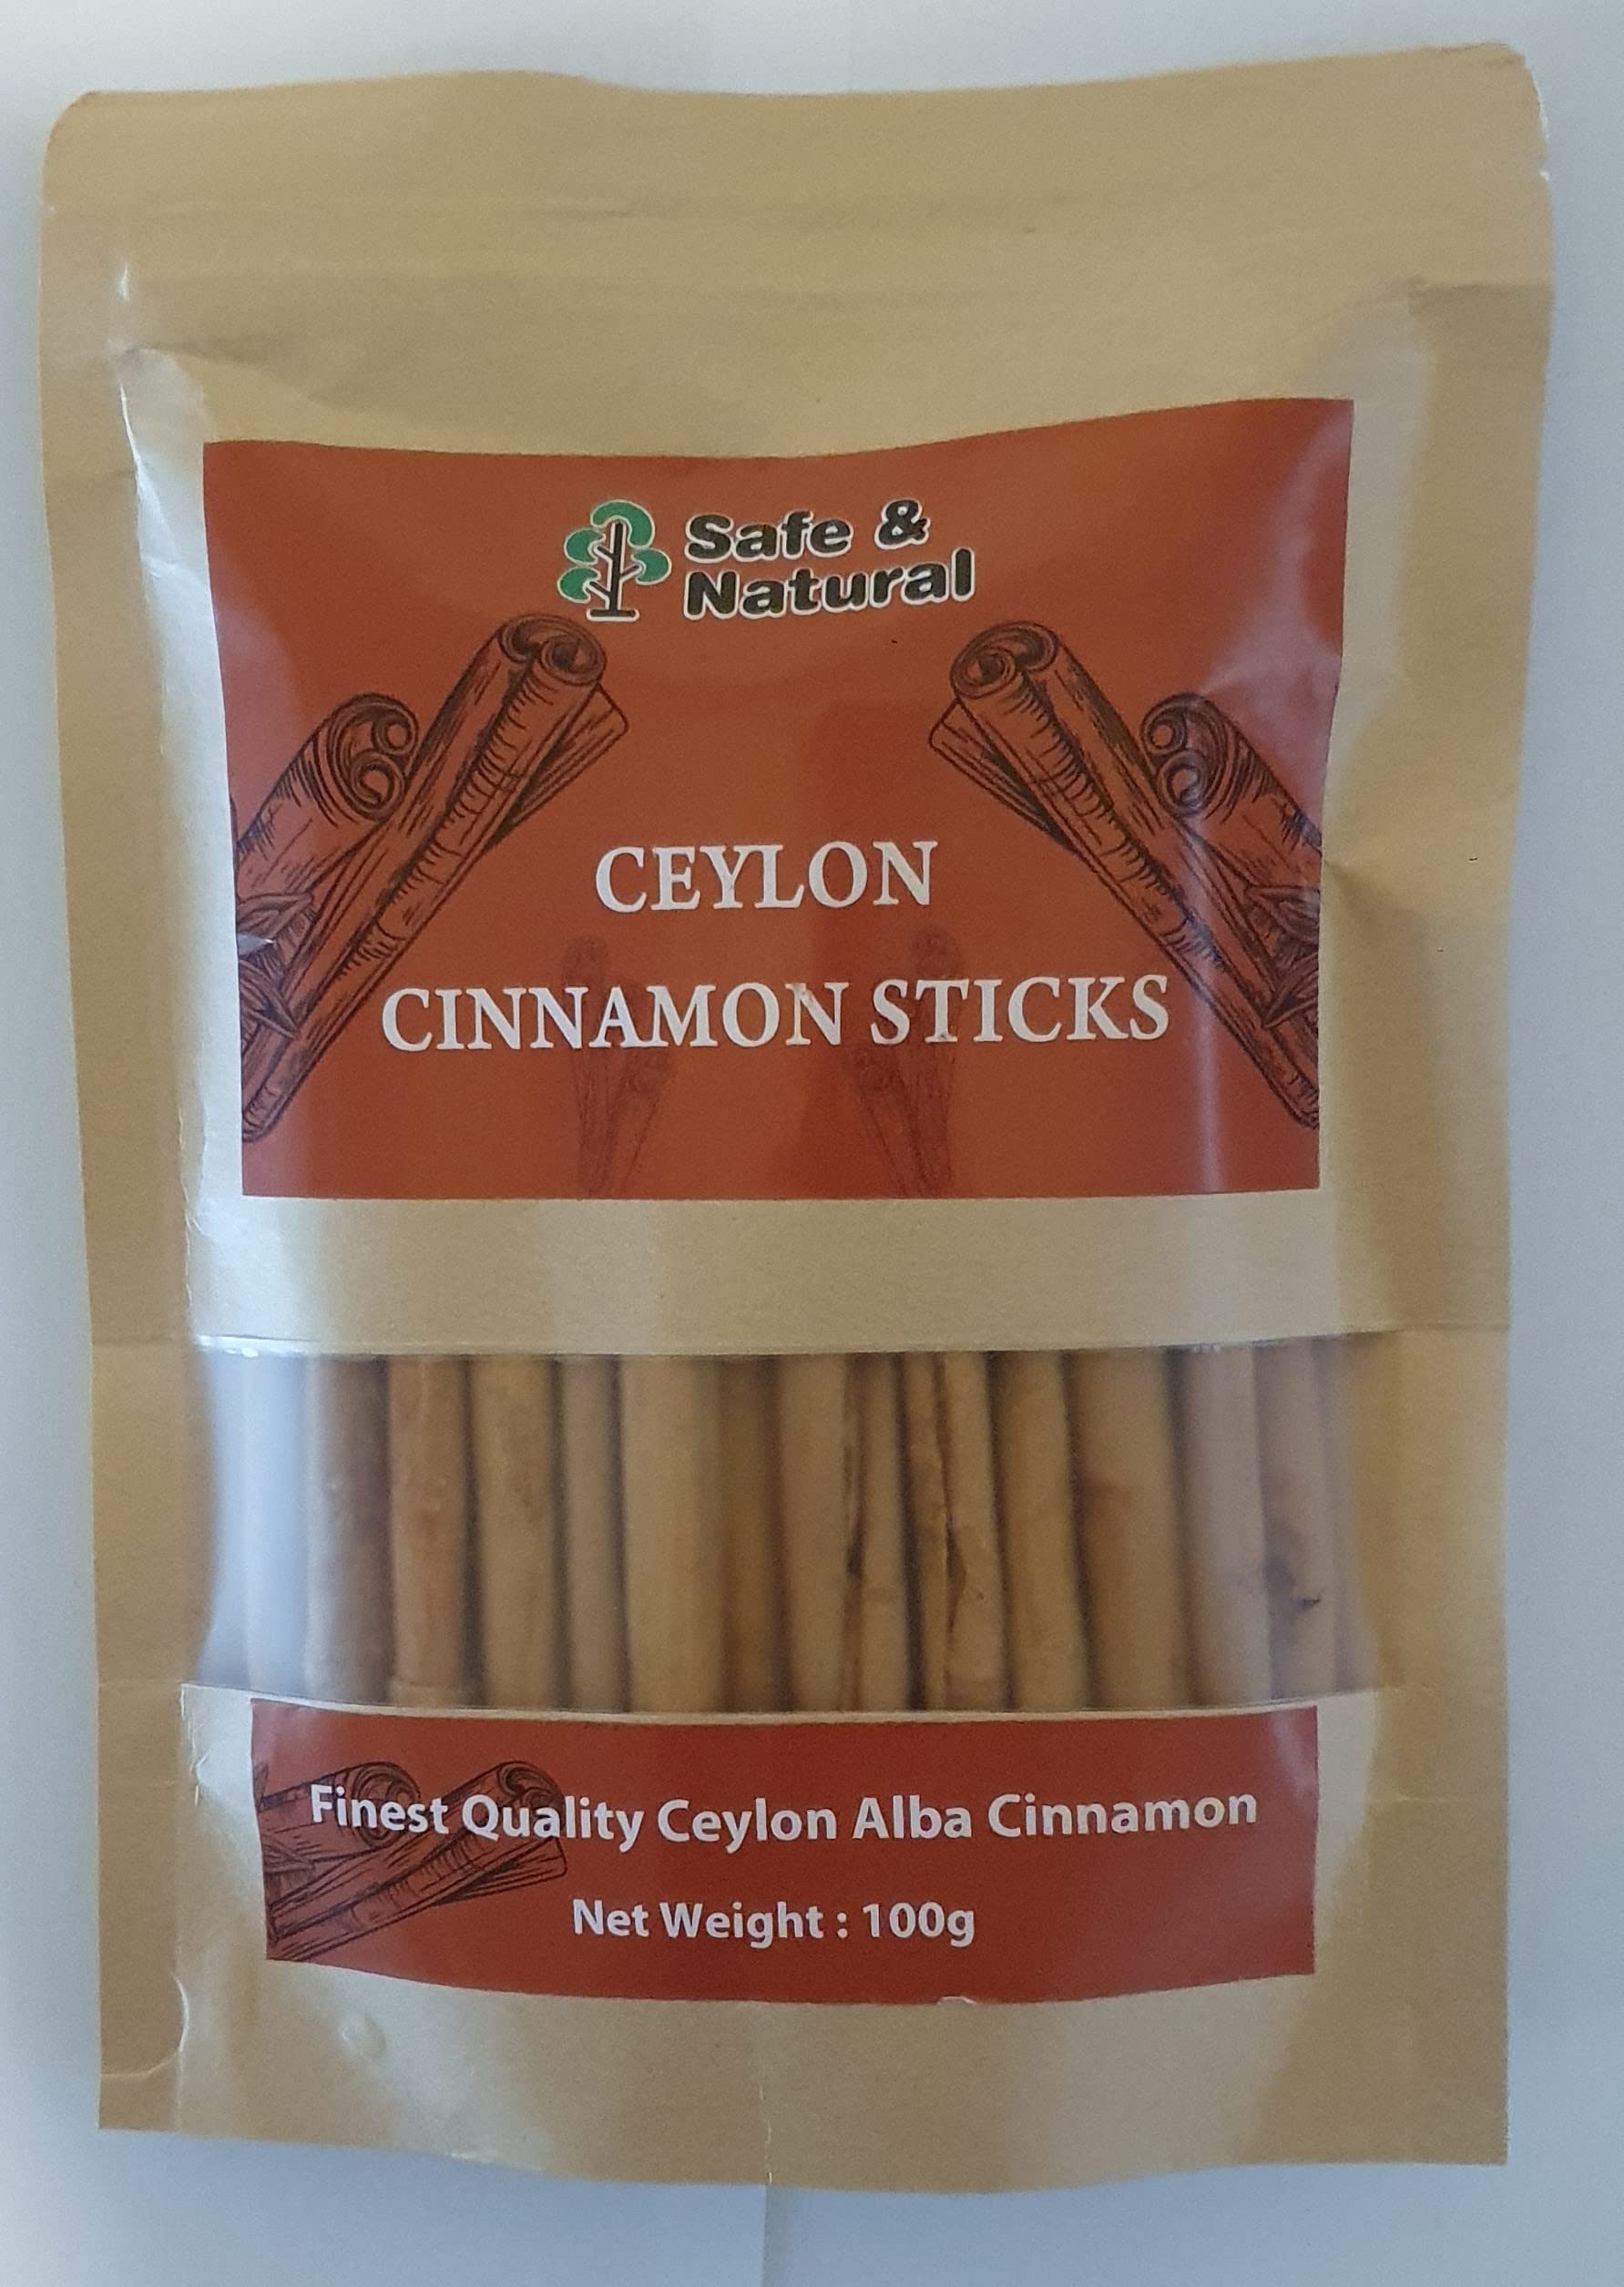 Safe &
Natural
CEYLON
CINNAMON STICKS
Finest Quality Ceylon Alba Cinnamon
Net Weight : 100g